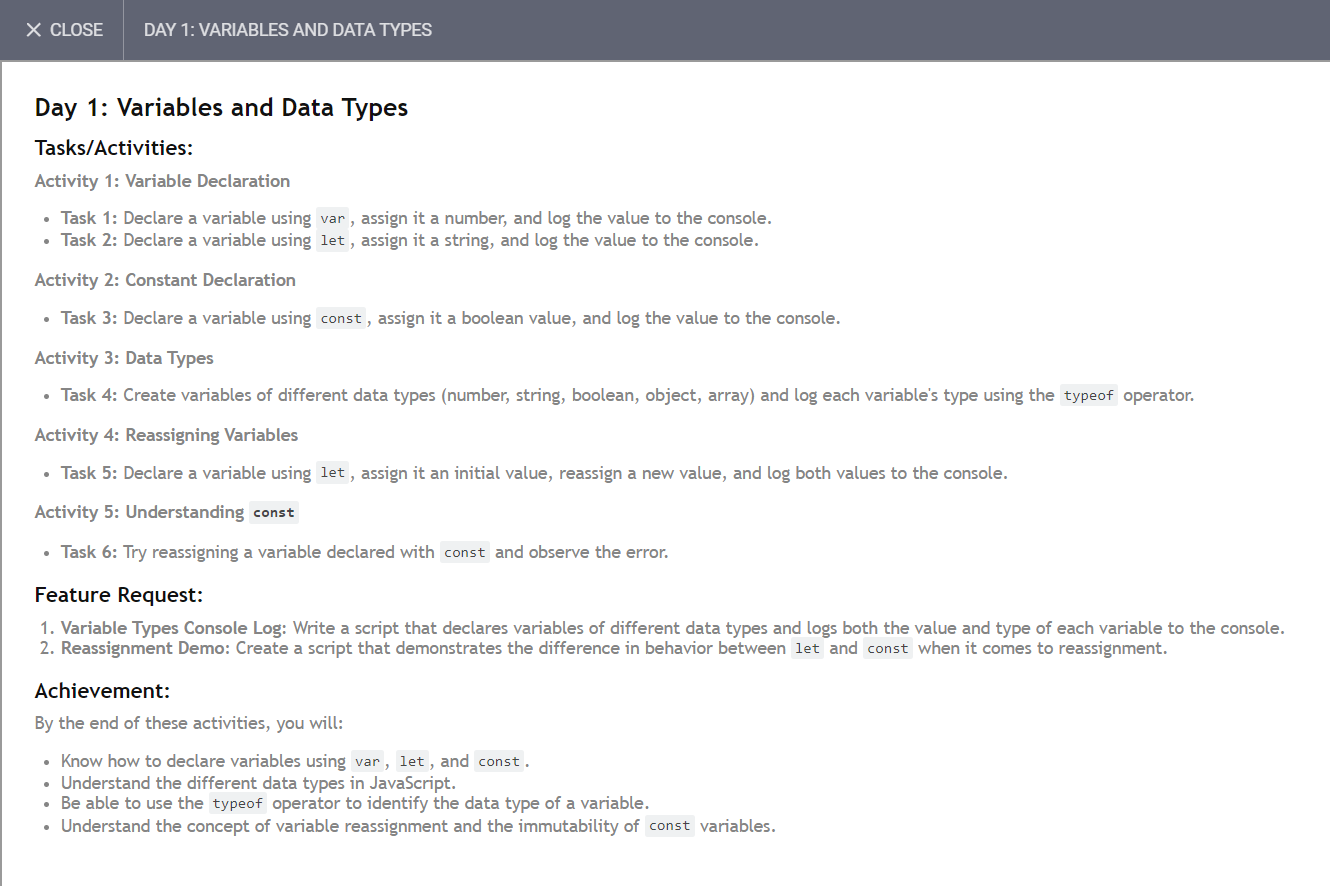 CLOSE DAY 1: VARIABLES AND DATA TYPES
Day 1: Variables and Data Types
Tasks/Activities:
Activity 1: Variable Declaration
• Task 1: Declare a variable using var, assign it a number, and log the value to the console.
• Task 2: Declare a variable using let, assign it a string, and log the value to the console.
Activity 2: Constant Declaration
• Task 3: Declare a variable using const, assign it a boolean value, and log the value to the console.
Activity 3: Data Types
• Task 4: Create variables of different data types (number, string, boolean, object, array) and log each variable's type using the typeof operator.
Activity 4: Reassigning Variables
• Task 5: Declare a variable using let, assign it an initial value, reassign a new value, and log both values to the console.
Activity 5: Understanding const
• Task 6: Try reassigning a variable declared with const and observe the error.
Feature Request:
1. Variable Types Console Log: Write a script that declares variables of different data types and logs both the value and type of each variable to the console.
2. Reassignment Demo: Create a script that demonstrates the difference in behavior between let and const when it comes to reassignment.
Achievement:
By the end of these activities, you will:
• Know how to declare variables using var, let, and const.
• Understand the different data types in JavaScript.
• Be able to use the typeof operator to identify the data type of a variable.
• Understand the concept of variable reassignment and the immutability of const variables.